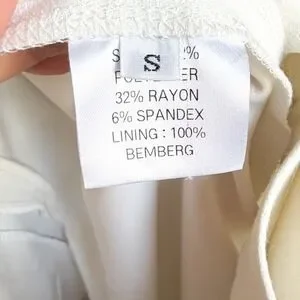 S
32% RAYON
6% SPANDEX
LINING : 100%
BEMBERG